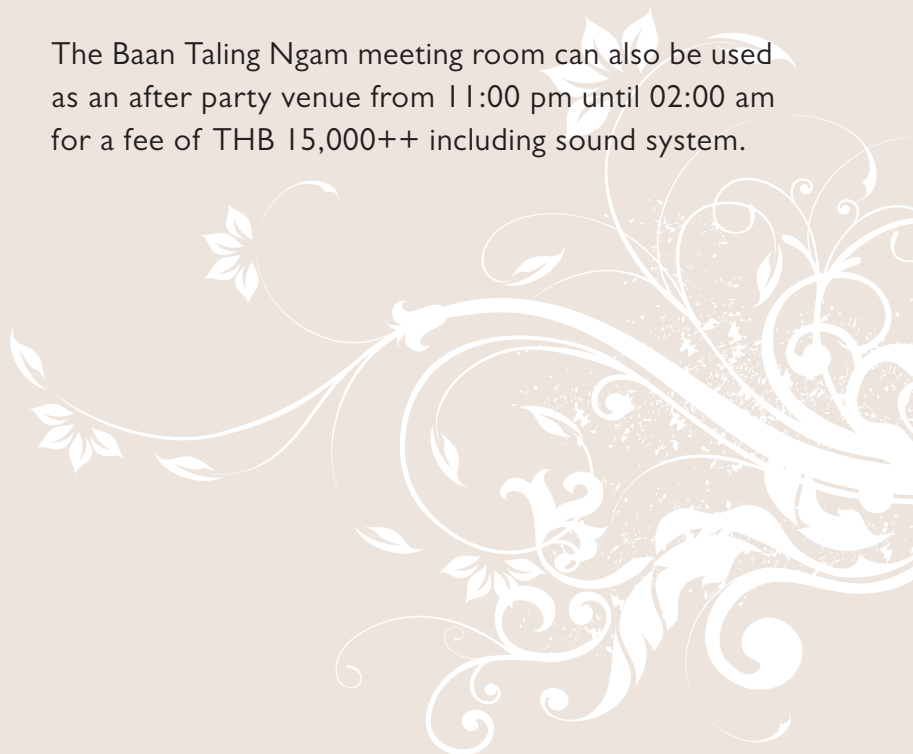 The Baan Taling Ngam meeting room can also be used
as an after party venue from 11:00 pm until 02:00 am
for a fee of THB 15,000++ including sound system.